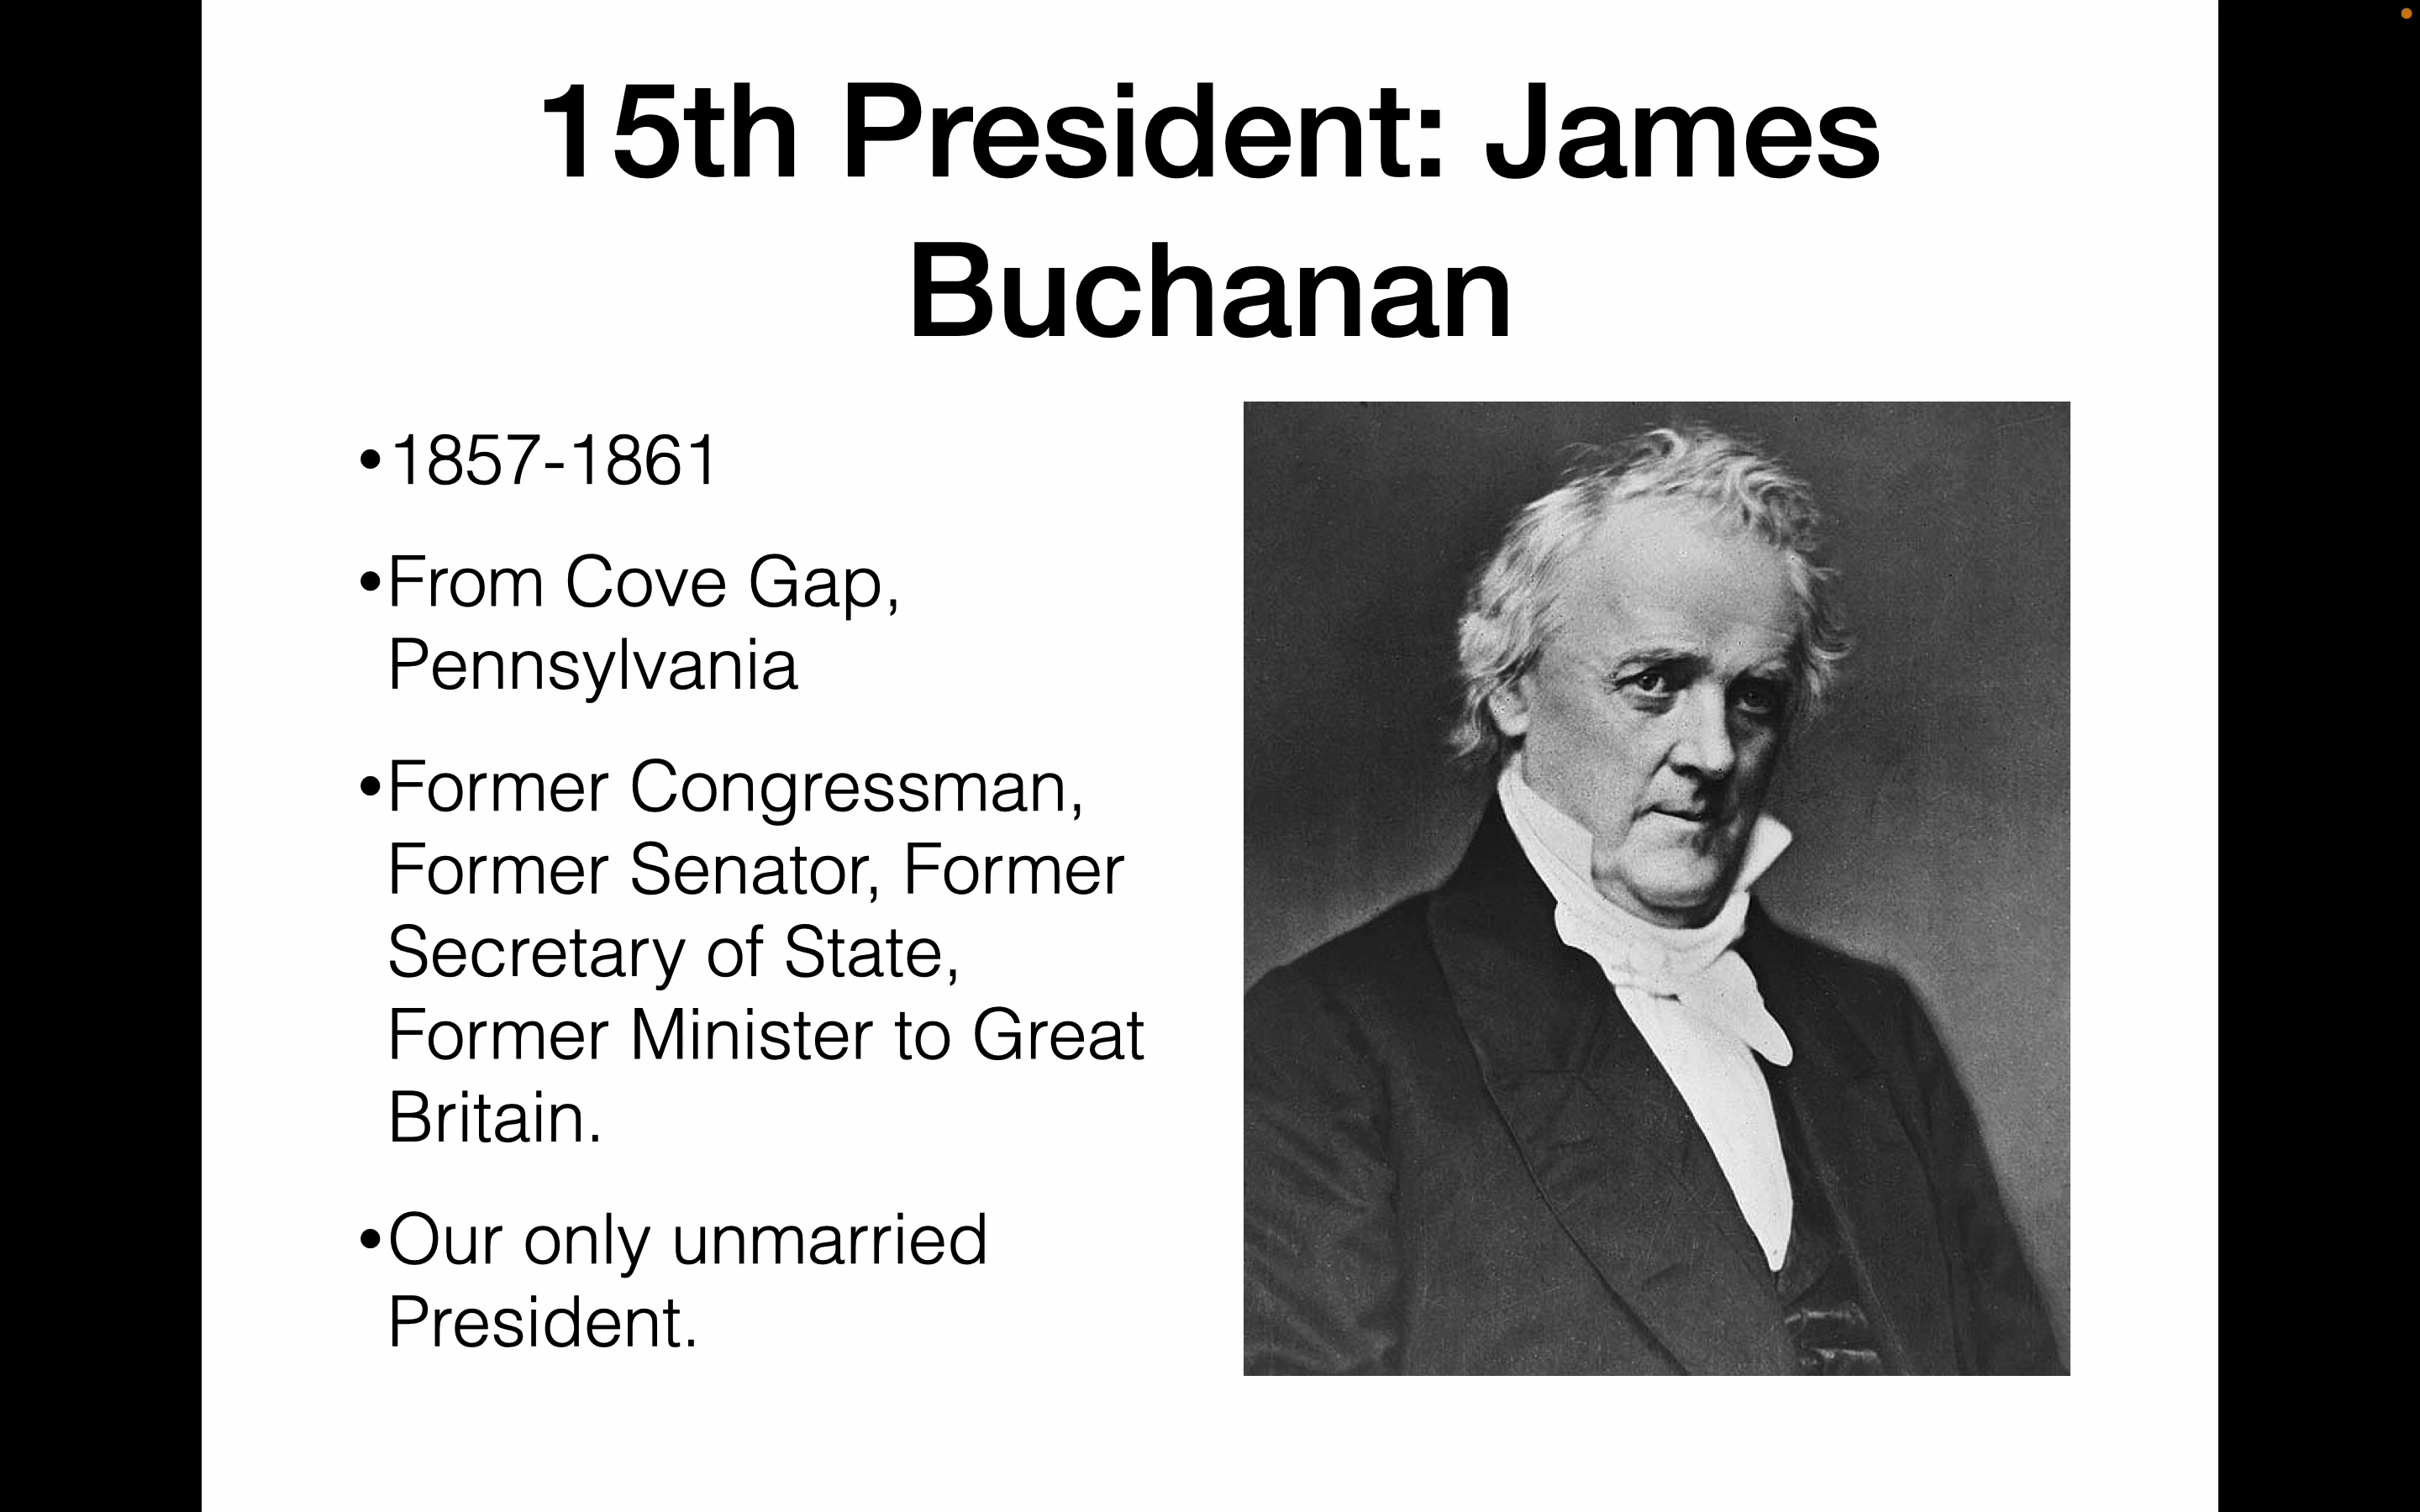 15th President: James
Buchanan
•1857-1861
•From Cove Gap,
Pennsylvania
•Former Congressman,
Former Senator, Former
Secretary of State,
Former Minister to Great
Britain.
•Our only unmarried
President.